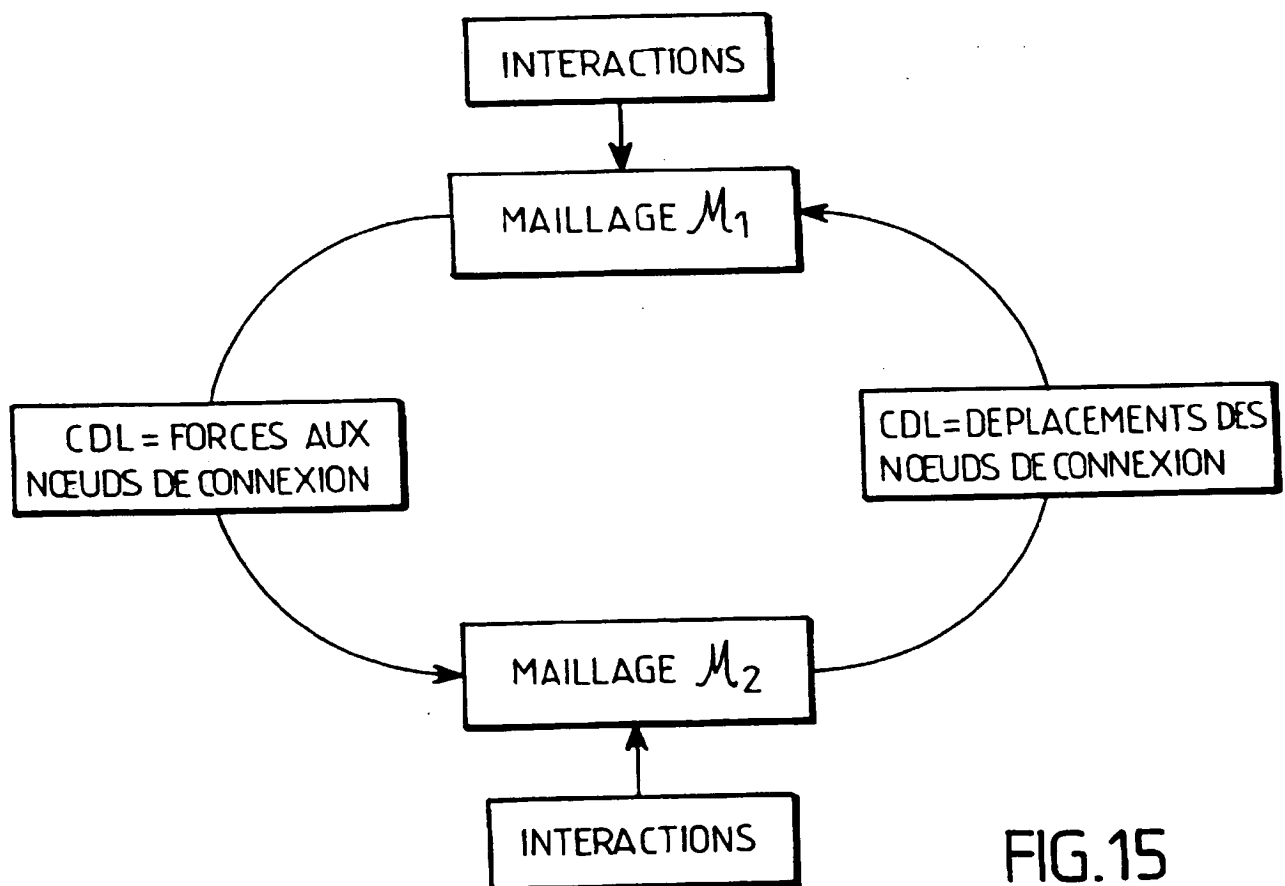 INTERACTIONS
MAILLAGE M1
CDL = FORCES AUX
NŒUDS DE CONNEXION
CDL=DEPLACEMENTS DES
NŒUDS DE CONNEXION
MAILLAGE M2
INTERACTIONS
FIG.15